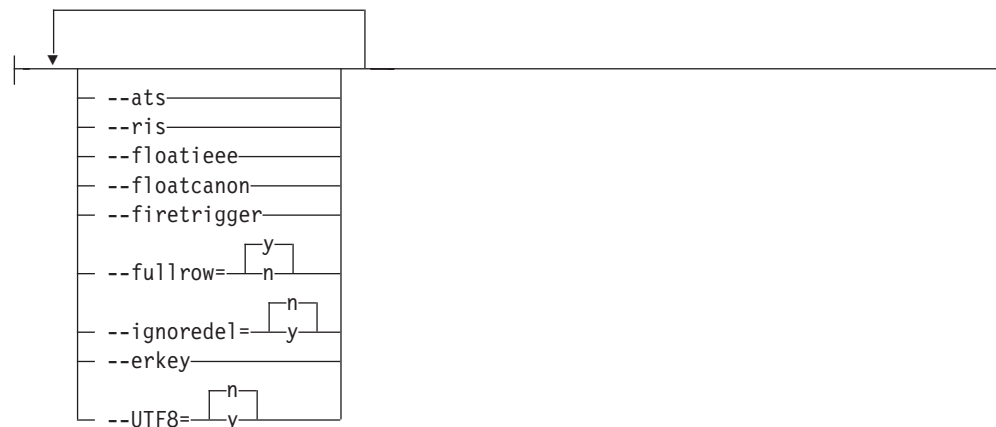 --ats
--ris
--floatieee
--floatcanon
--firetrigger
y
--fullrow= n
n
--ignoredel= y
--erkey
n
--UTF8= y